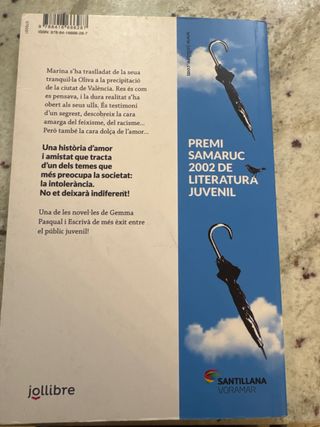 Marina s'ha traslladat de la seua
tranquil·la Oliva a la precipitació
de la ciutat de València. Res és com
es pensava, i la dura realitat s'ha
obert als seus ulls. És testimoni
d'un segrest, descobreix la cara
amarga del feixisme, del racisme...
Però també la cara dolça de l'amor...
Una història d'amor
i amistat que tracta
d'un dels temes que
més preocupa la societat:
la intolerància.
No et deixarà indiferent!
Una de les novel·les de Gemma
Pasqual i Escrivà de més èxit entre
el públic juvenil!
jollibre
PREMI
SAMARUC
2002 DE
LITERATURA
JUVENIL
SANTILLANA
VORAMAR